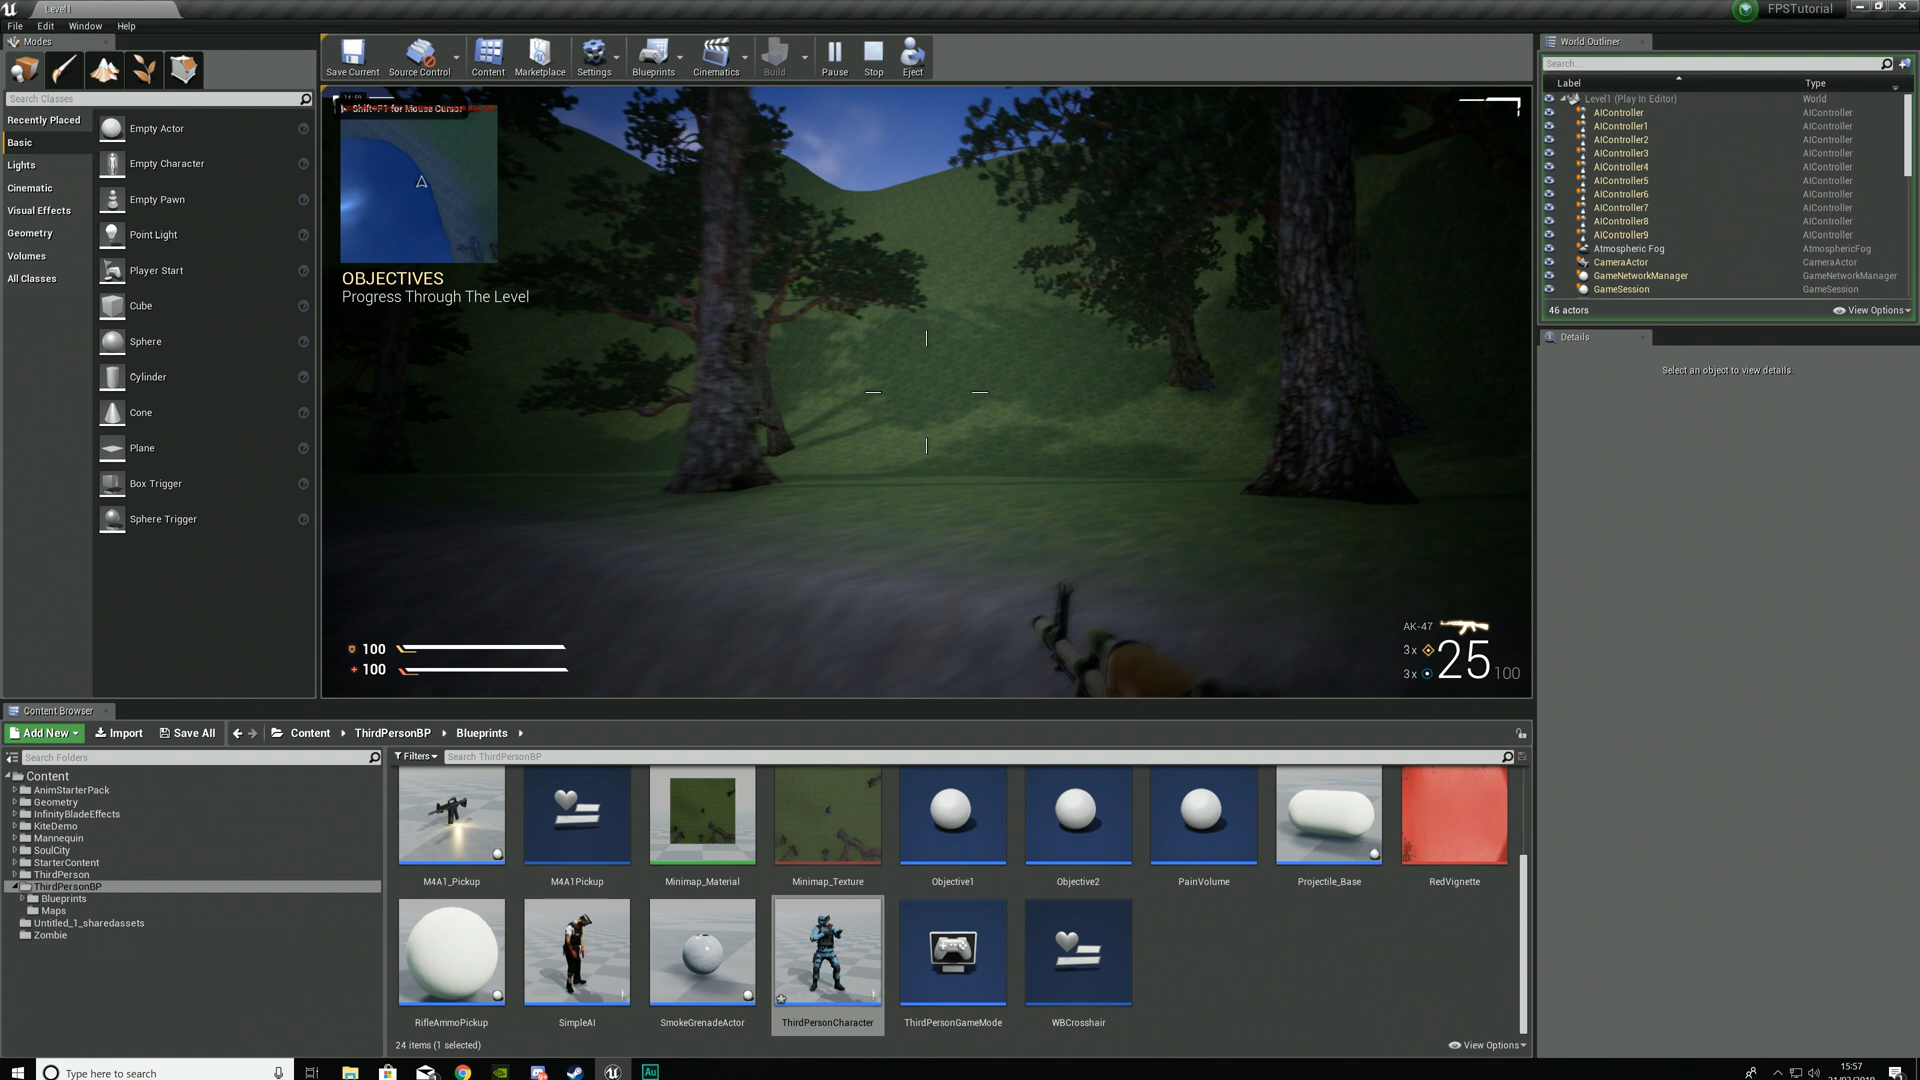 Level1
FPSTutorial
File Edit Window Help
Modes
Search Classes
Recently Placed
Basic
Lights
Cinematic
Visual Effects
Geometry
Volumes
All Classes
Empty Actor
Empty Character
Empty Pawn
Point Light
Player Start
Cube
Sphere
Cylinder
Cone
Plane
Box Trigger
Sphere Trigger
Save Current Source Control Content Marketplace Settings Blueprints Cinematics Build Pause Stop Eject
Shift+F1 for Mouse Cursor
OBJECTIVES
Progress Through The Level
100
100
AK-47
3x
3x
25
100
World Outliner
Search...
Label Type
Level1 (Play In Editor) World
AIController AIController
AIController1 AIController
AIController2 AIController
AIController3 AIController
AIController4 AIController
AIController5 AIController
AIController6 AIController
AIController7 AIController
AIController8 AIController
AIController9 AIController
Atmospheric Fog AtmosphericFog
CameraActor CameraActor
GameNetworkManager GameNetworkManager
GameSession GameSession
46 actors View Options
Details
Select an object to view details.
Content Browser
Add New Import Save All Content ThirdPersonBP Blueprints
Search Folders
Filters Search ThirdPersonBP
Content
AnimStarterPack
Geometry
InfinityBladeEffects
KiteDemo
Mannequin
SoulCity
StarterContent
ThirdPerson
ThirdPersonBP
Blueprints
Maps
Untitled_1_sharedassets
Zombie
M4A1_Pickup M4A1Pickup Minimap_Material Minimap_Texture Objective1 Objective2 PainVolume Projectile_Base RedVignette
RifleAmmoPickup SimpleAI SmokeGrenadeActor ThirdPersonCharacter ThirdPersonGameMode WBCrosshair
24 items (1 selected) View Options
Type here to search
Au
15:57